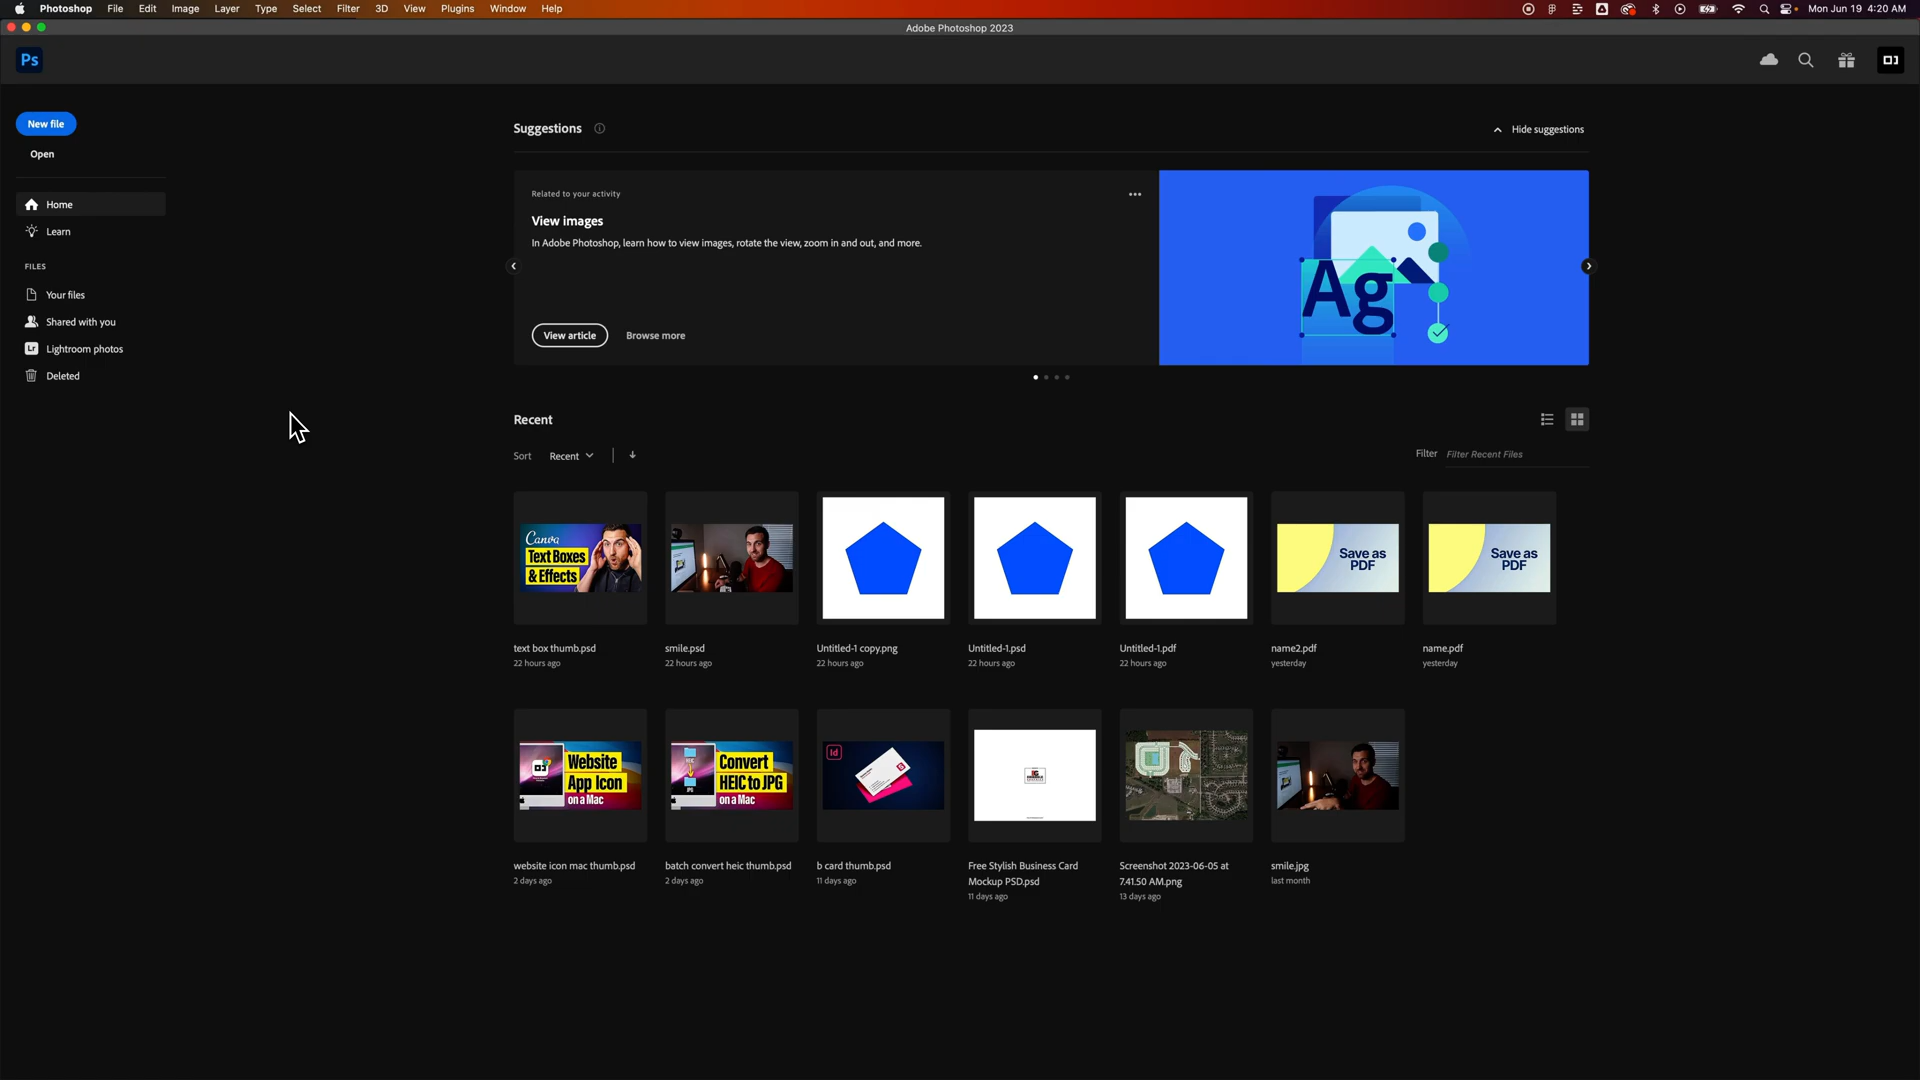 Photoshop File Edit Image Layer Type Select Filter 3D View Plugins Window Help
Mon Jun 19 4:20 AM
Adobe Photoshop 2023
Ps
New file
Open
Home
Learn
FILES
Your files
Shared with you
Lr Lightroom photos
Deleted
Suggestions
Hide suggestions
Related to your activity
View images
In Adobe Photoshop, learn how to view images, rotate the view, zoom in and out, and more.
View article Browse more
Ag
Recent
Sort Recent
Filter Filter Recent Files
Canva
Text Boxes
& Effects
Save as
PDF
Save as
PDF
text box thumb.psd
22 hours ago
smile.psd
22 hours ago
Untitled-1 copy.png
22 hours ago
Untitled-1.psd
22 hours ago
Untitled-1.pdf
22 hours ago
name2.pdf
yesterday
name.pdf
yesterday
Website
App Icon
on a Mac
HEIC
JPG
Convert
HEIC to JPG
on a Mac
Id
website icon mac thumb.psd
2 days ago
batch convert heic thumb.psd
2 days ago
b card thumb.psd
11 days ago
Free Stylish Business Card
Mockup PSD.psd
11 days ago
Screenshot 2023-06-05 at
7.41.50 AM.png
13 days ago
smile.jpg
last month